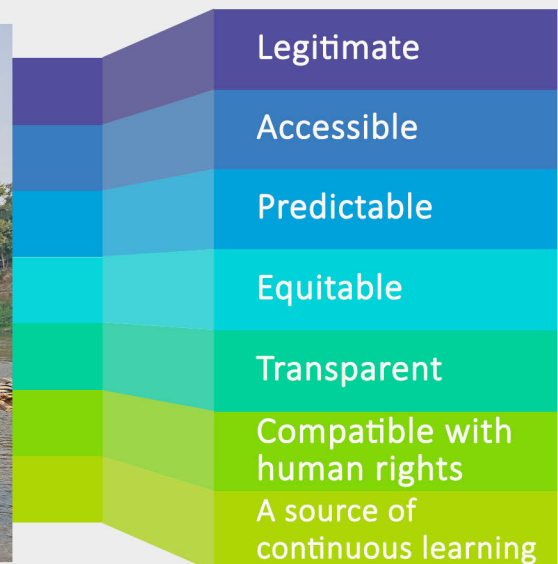 Legitimate
Accessible
Predictable
Equitable
Transparent
Compatible with
human rights
A source of
continuous learning